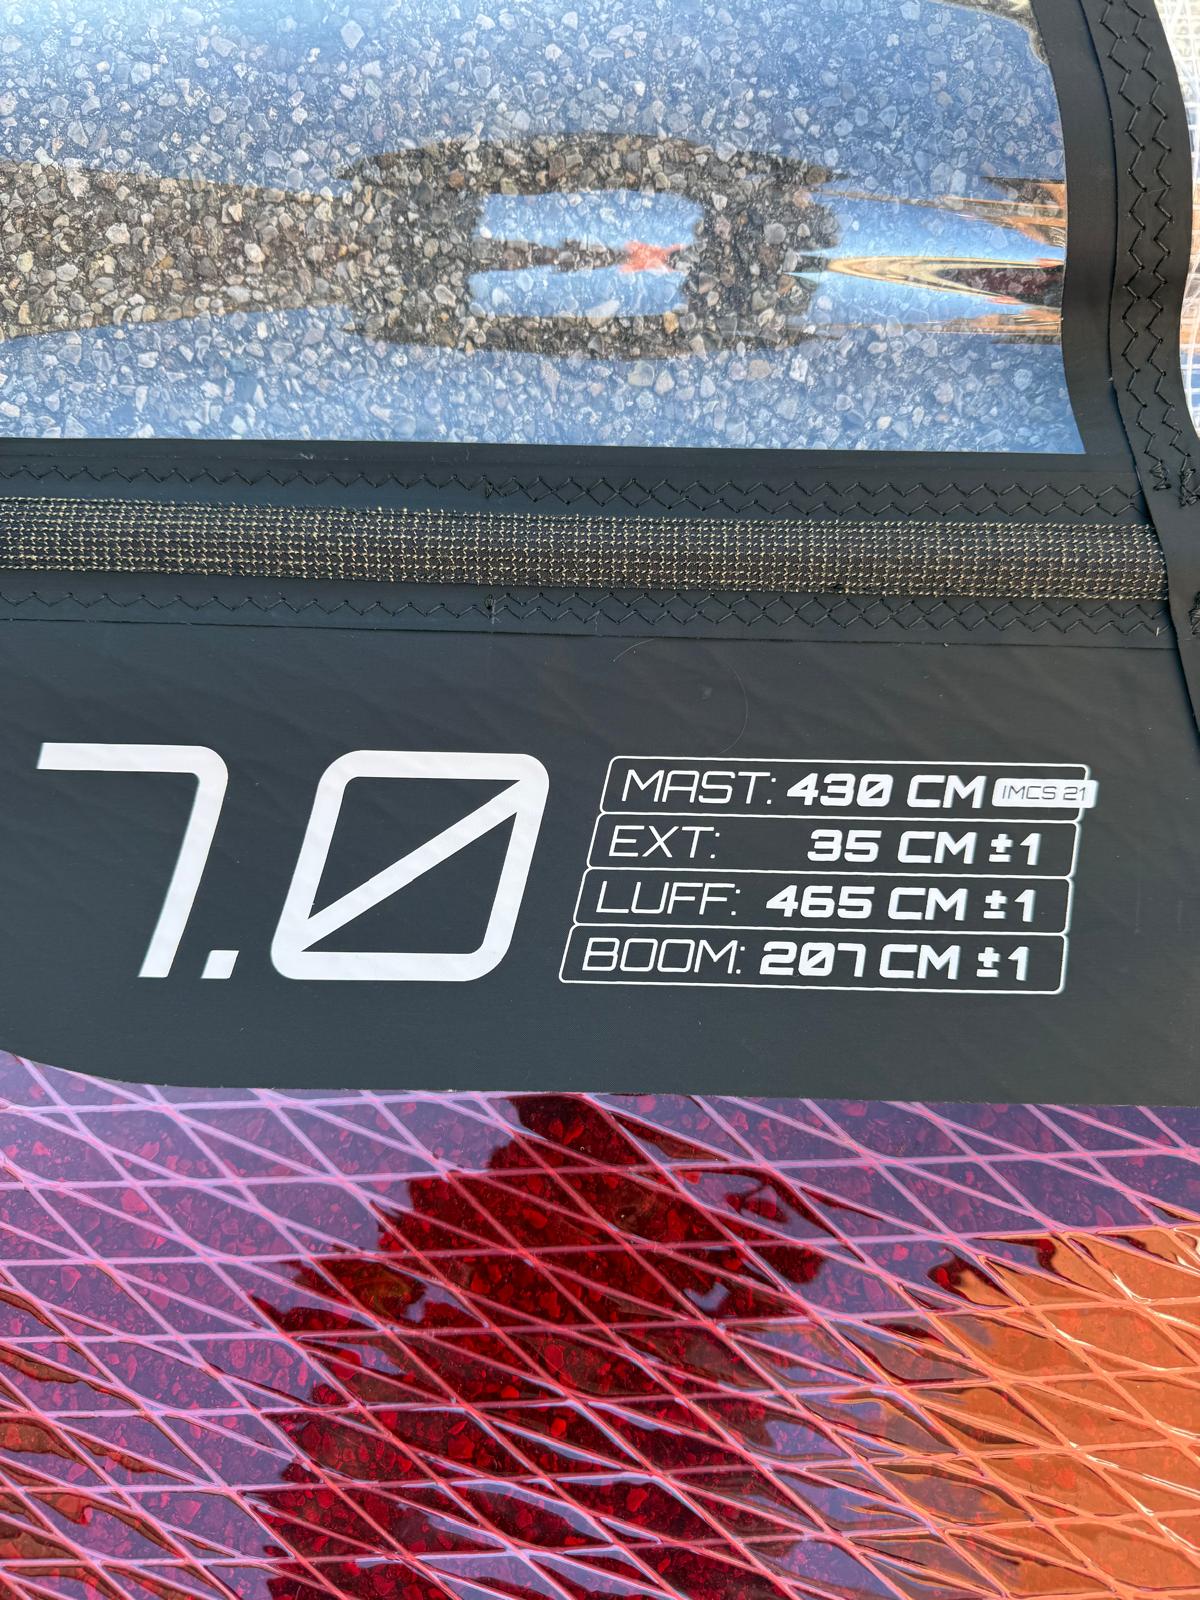 7.0
MAST: 430 CM IMCS 21
EXT: 35 CM ±1
LUFF: 465 CM ±1
BOOM: 207 CM ±1